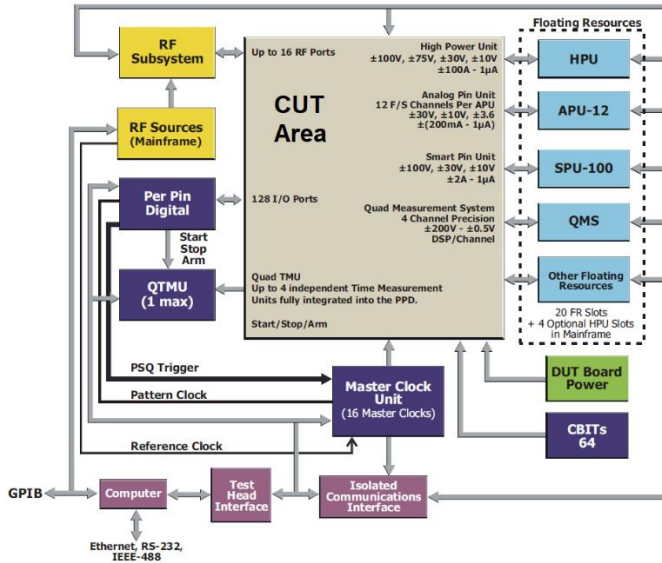 Floating Resources
RF
Subsystem
Up to 16 RF Ports
High Power Unit
±100V, ±75V, ±30V, ±10V
±100A - 1µA
HPU
CUT
Area
Analog Pin Unit
12 F/S Channels Per APU
±30V, ±10V, ±3.6
±(200mA - 1µA)
APU-12
RF Sources
(Mainframe)
Smart Pin Unit
±100V, ±30V, ±10V
±2A - 1µA
SPU-100
Per Pin
Digital
128 I/O Ports
Quad Measurement System
4 Channel Precision
±200V - ±0.5V
DSP/Channel
QMS
Start
Stop
Arm
QTMU
(1 max)
Quad TMU
Up to 4 independent Time Measurement
Units fully integrated into the PPD.
Start/Stop/Arm
Other Floating
Resources
20 FR Slots
+ 4 Optional HPU Slots
in Mainframe
PSQ Trigger
Pattern Clock
Reference Clock
Master Clock
Unit
(16 Master Clocks)
DUT Board
Power
CBITs
64
GPIB
Computer
Test
Head
Interface
Isolated
Communications
Interface
Ethernet, RS-232,
IEEE-488